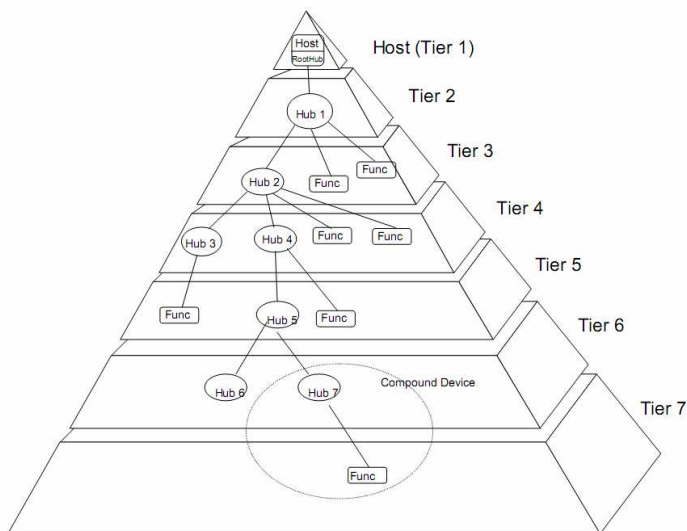 Host
RootHub
Host (Tier 1)
Hub 1
Tier 2
Hub 2
Func
Func
Tier 3
Hub 3
Hub 4
Func
Func
Tier 4
Func
Hub 5
Func
Tier 5
Hub 6
Hub 7
Compound Device
Tier 6
Func
Tier 7